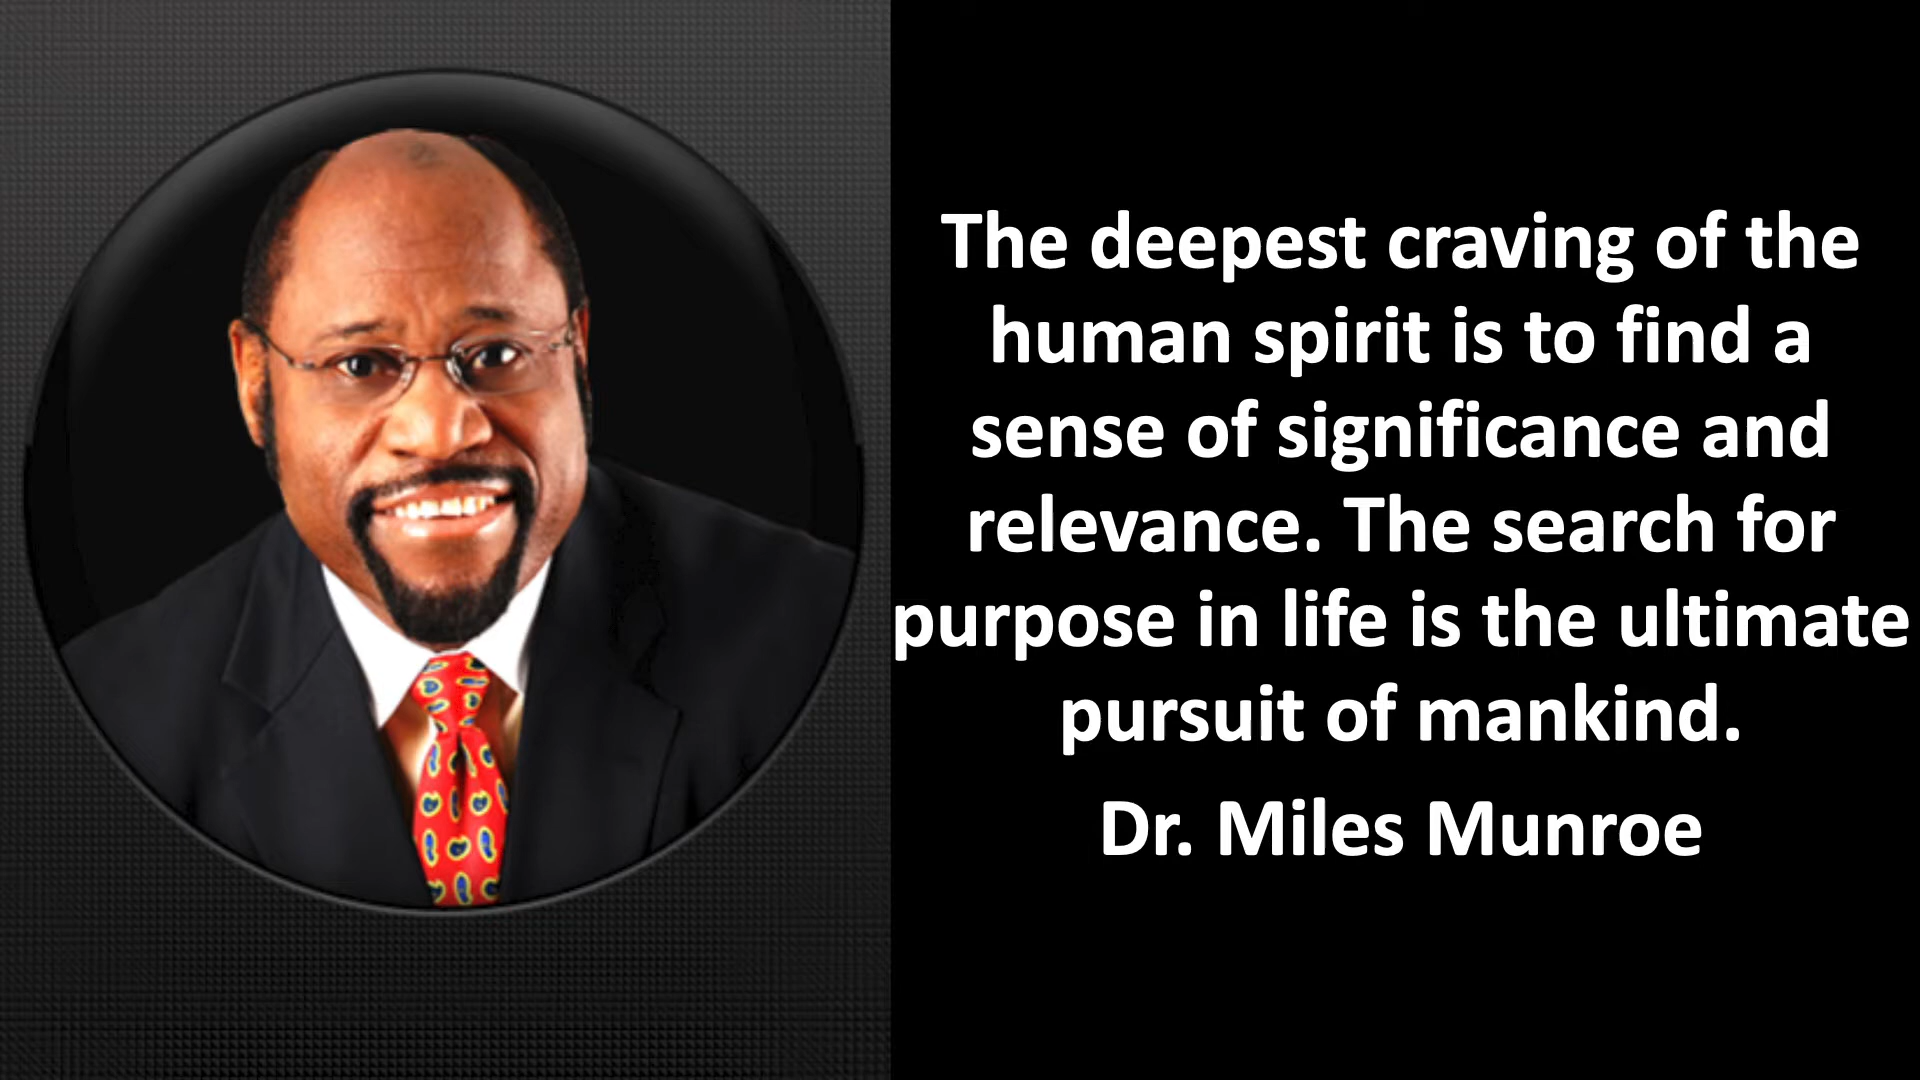 The deepest craving of the
human spirit is to find a
sense of significance and
relevance. The search for
purpose in life is the ultimate
pursuit of mankind.
Dr. Miles Munroe